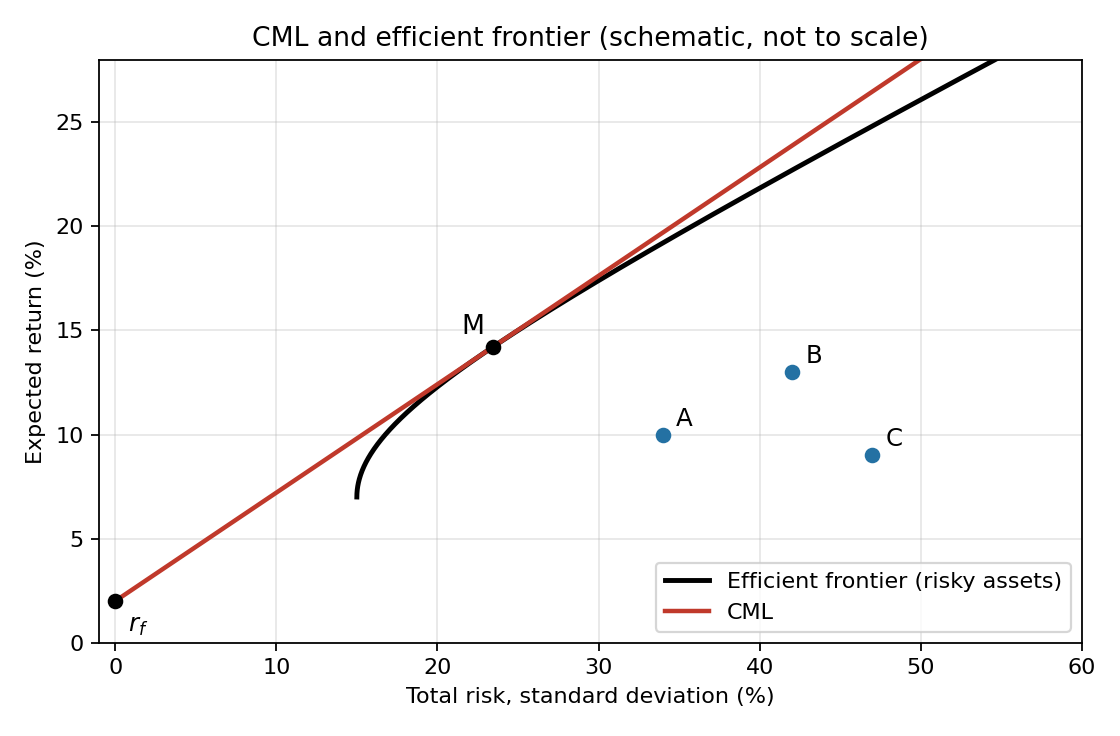 CML and efficient frontier (schematic, not to scale)
Expected return (%)
25
20
15
10
5
0
M
B
A
C
r_f
Efficient frontier (risky assets)
CML
0 10 20 30 40 50 60
Total risk, standard deviation (%)